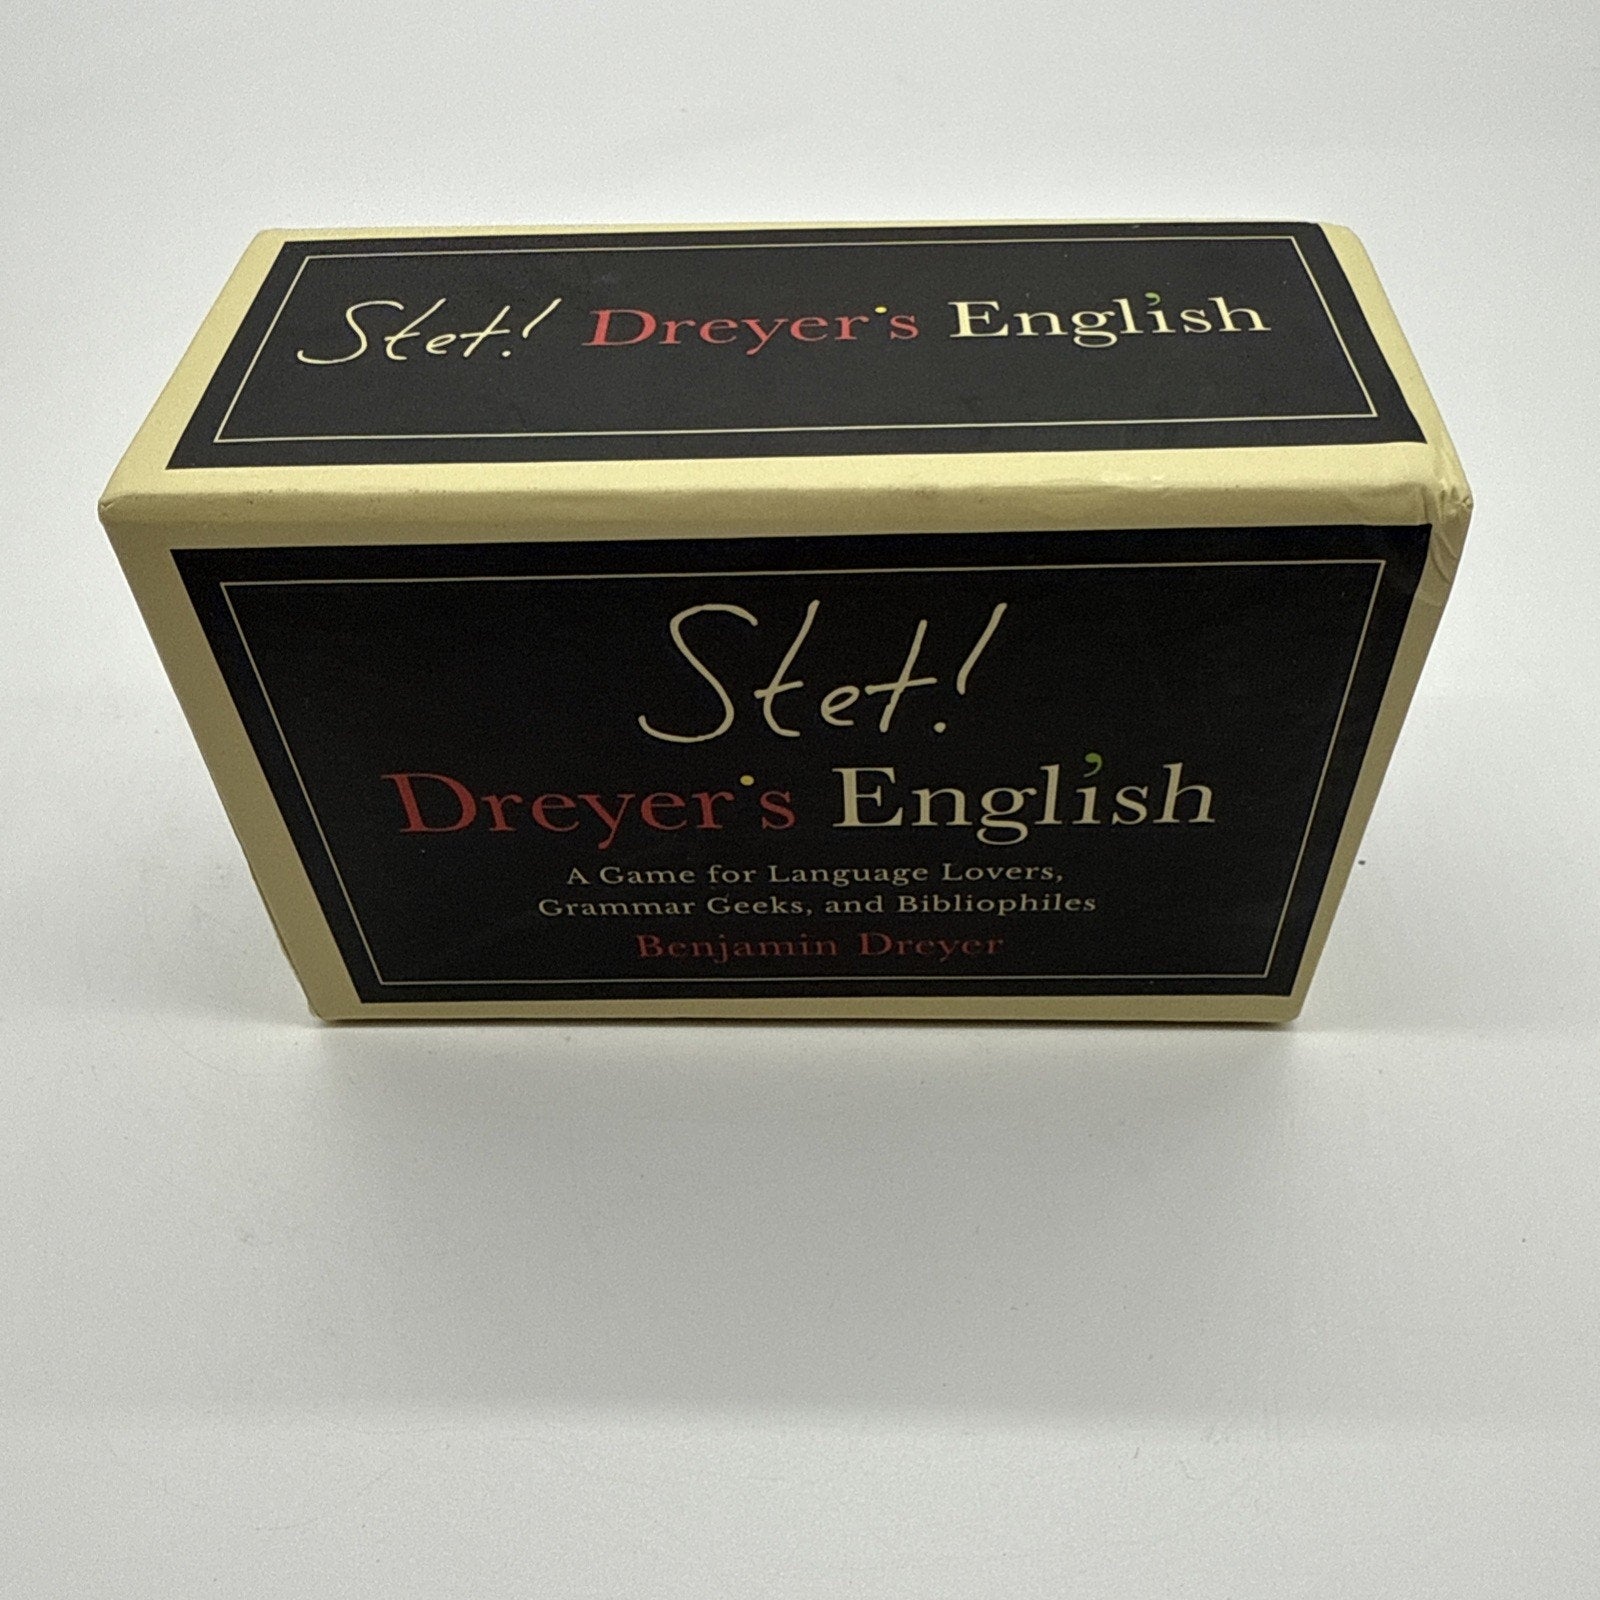 Stet! Dreyer's English
Stet!
Dreyer's English
A Game for Language Lovers,
Grammar Geeks, and Bibliophiles
Benjamin Dreyer